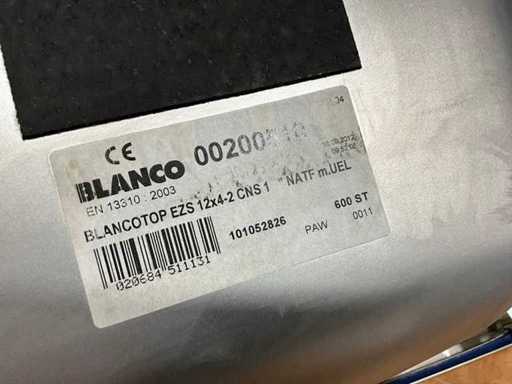 CE
BLANCO
EN 13310 : 2003
BLANCOTOP EZS 12x4-2 CNS 1 " NATF m.UEL
101052826
600 ST
PAW
0011
020684 511131